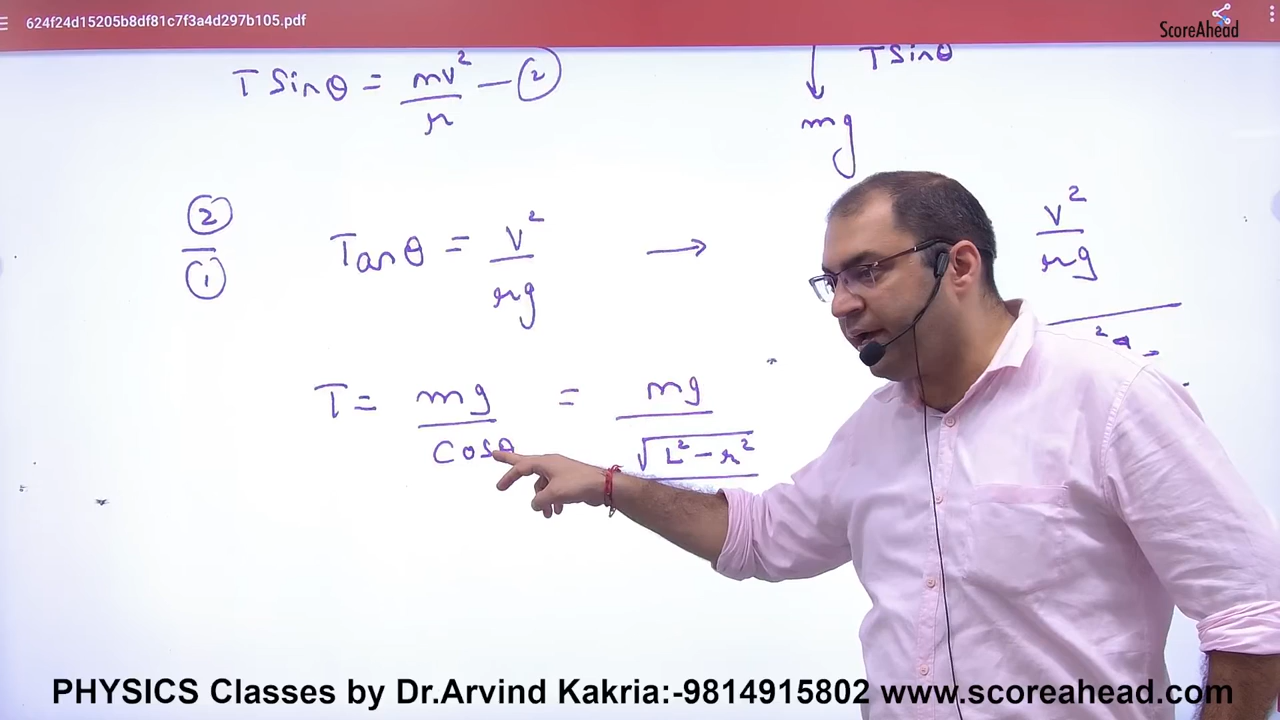 624f24d15205b8df81c7f3a4d297b105.pdf
ScoreAhead
T Sinθ = mv²/r — ②
T Sinθ
mg
②/① Tanθ = v²/rg →
v²/rg
T = mg/Cosθ = mg/√L²-r²
PHYSICS Classes by Dr.Arvind Kakria:-9814915802 www.scoreahead.com